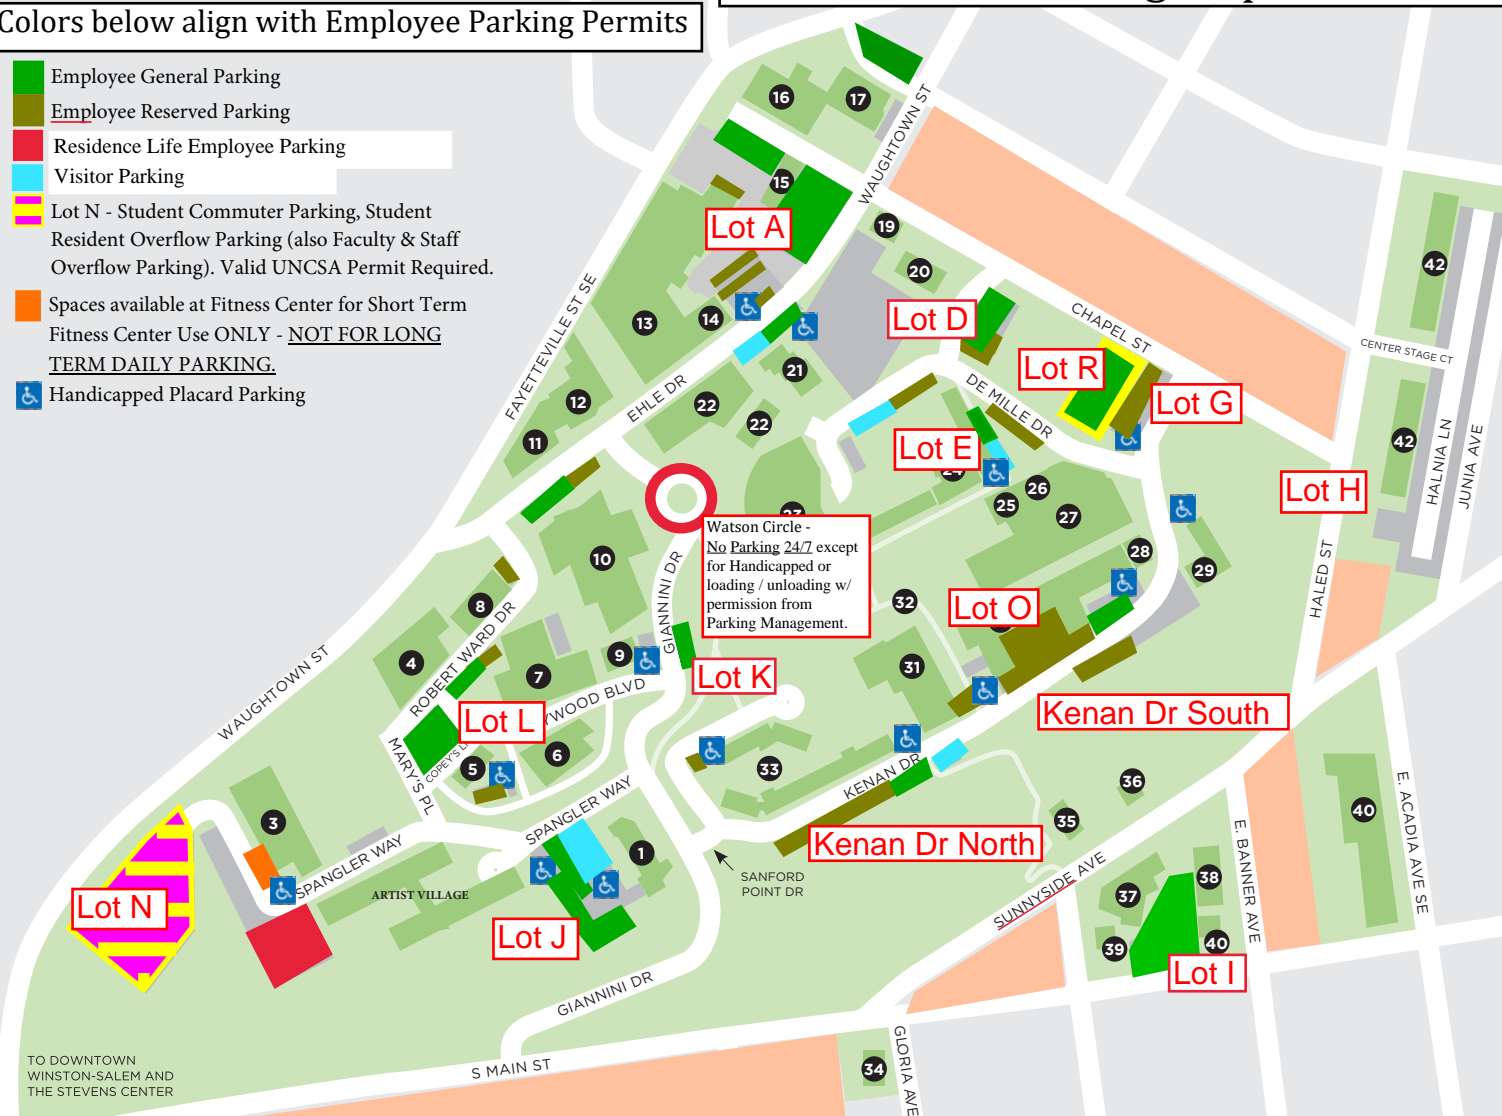 Colors below align with Employee Parking Permits
Employee General Parking
Employee Reserved Parking
Residence Life Employee Parking
Visitor Parking
Lot N - Student Commuter Parking, Student
Resident Overflow Parking (also Faculty & Staff
Overflow Parking). Valid UNCSA Permit Required.
Spaces available at Fitness Center for Short Term
Fitness Center Use ONLY - NOT FOR LONG
TERM DAILY PARKING.
Handicapped Placard Parking
16
17
WAUGHTOWN ST
15
Lot A
19
20
42
FAYETTEVILLE ST SE
13
14
Lot D
CHAPEL ST
CENTER STAGE CT
21
Lot R
12
EHLE DR
22
22
DE MILLE DR
Lot G
11
Lot E
42
HALNIA LN
JUNIA AVE
26
25
27
Lot H
Watson Circle -
No Parking 24/7 except
for Handicapped or
loading / unloading w/
permission from
Parking Management.
10
GIANNINI DR
28
29
HALED ST
8
32
Lot O
ROBERT WARD DR
4
7
9
31
Lot K
WAUGHTOWN ST
YWOOD BLVD
Lot L
Kenan Dr South
MARY'S PL
COPEY'S L
5
6
33
KENAN DR
36
35
E. ACADIA AVE SE
40
3
SPANGLER WAY
SPANGLER WAY
1
Kenan Dr North
SANFORD
POINT DR
SUNNYSIDE AVE
E. BANNER AVE
38
37
39
40
Lot I
ARTIST VILLAGE
Lot N
Lot J
GIANNINI DR
TO DOWNTOWN
WINSTON-SALEM AND
THE STEVENS CENTER
S MAIN ST
34
GLORIA AVE